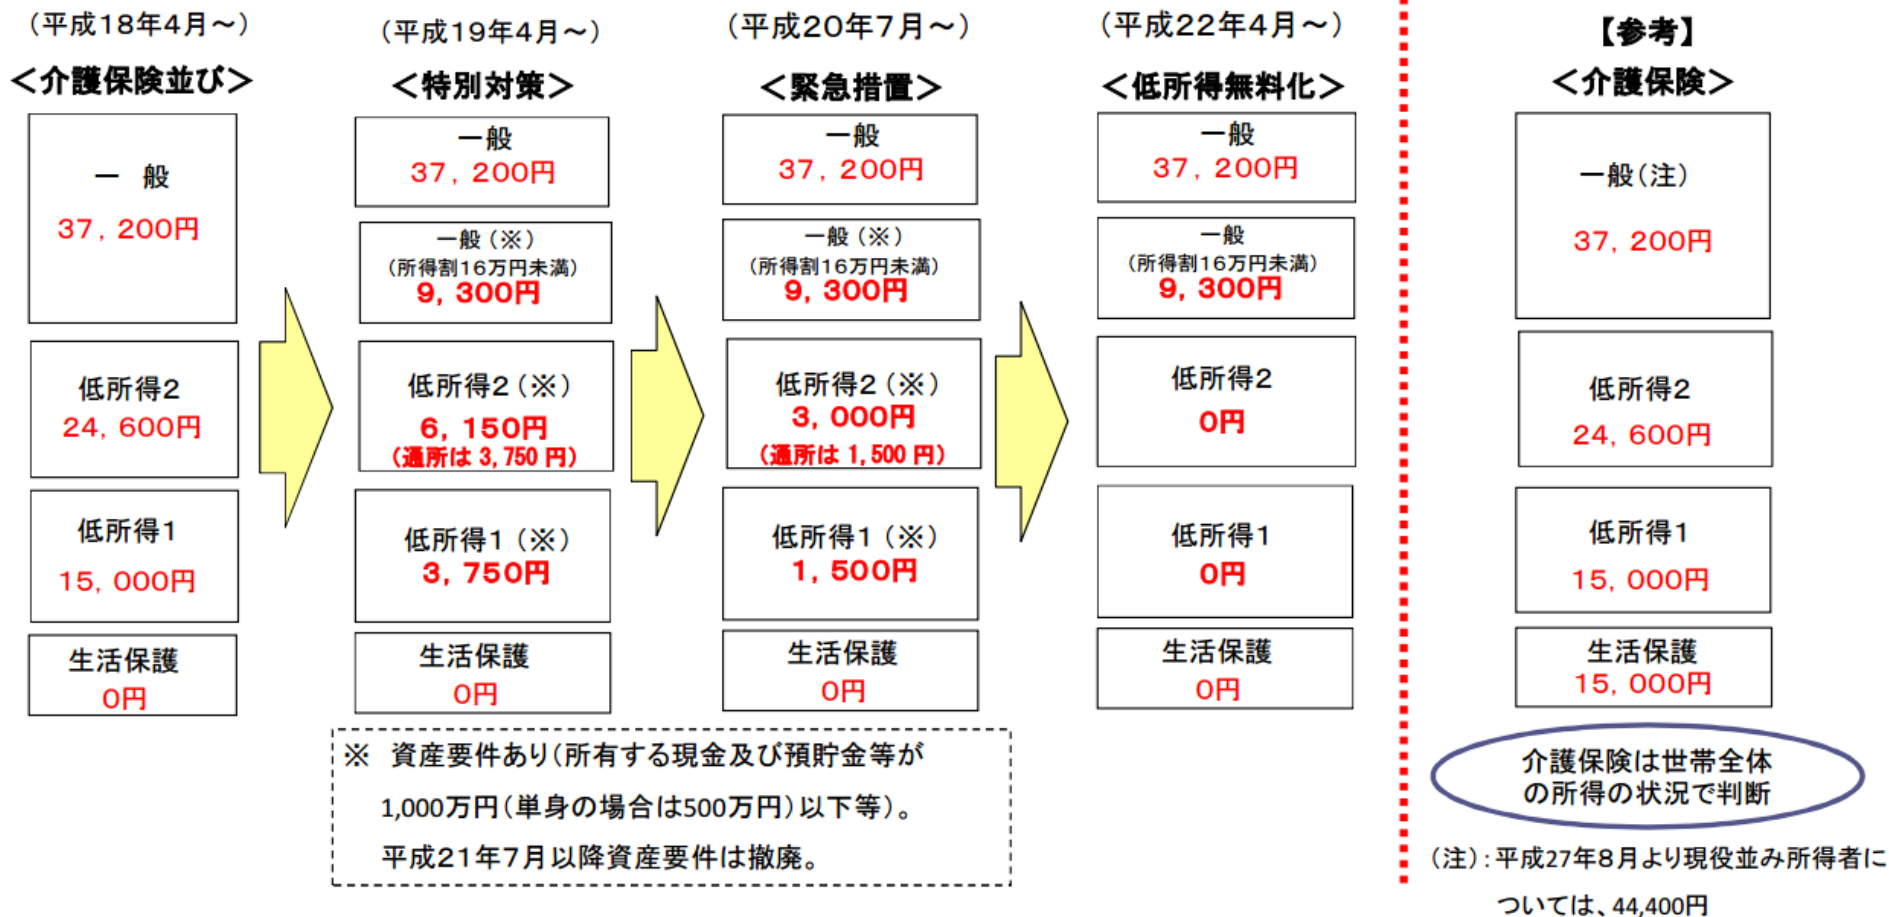 （平成18年4月～）
＜介護保険並び＞
一　般
37，200円
低所得2
24，600円
低所得1
15，000円
生活保護
0円
（平成19年4月～）
＜特別対策＞
一般
37，200円
一般（※）
（所得割16万円未満）
9，300円
低所得2（※）
6，150円
（通所は 3,750 円）
低所得1（※）
3，750円
生活保護
0円
（平成20年7月～）
＜緊急措置＞
一般
37，200円
一般（※）
（所得割16万円未満）
9，300円
低所得2（※）
3，000円
（通所は 1,500 円）
低所得1（※）
1，500円
生活保護
0円
（平成22年4月～）
＜低所得無料化＞
一般
37，200円
一般
（所得割16万円未満）
9，300円
低所得2
0円
低所得1
0円
生活保護
0円
※　資産要件あり（所有する現金及び預貯金等が
1,000万円（単身の場合は500万円）以下等）。
平成21年7月以降資産要件は撤廃。
【参考】
＜介護保険＞
一般（注）
37，200円
低所得2
24，600円
低所得1
15，000円
生活保護
15，000円
介護保険は世帯全体
の所得の状況で判断
（注）：平成27年8月より現役並み所得者に
ついては、44,400円